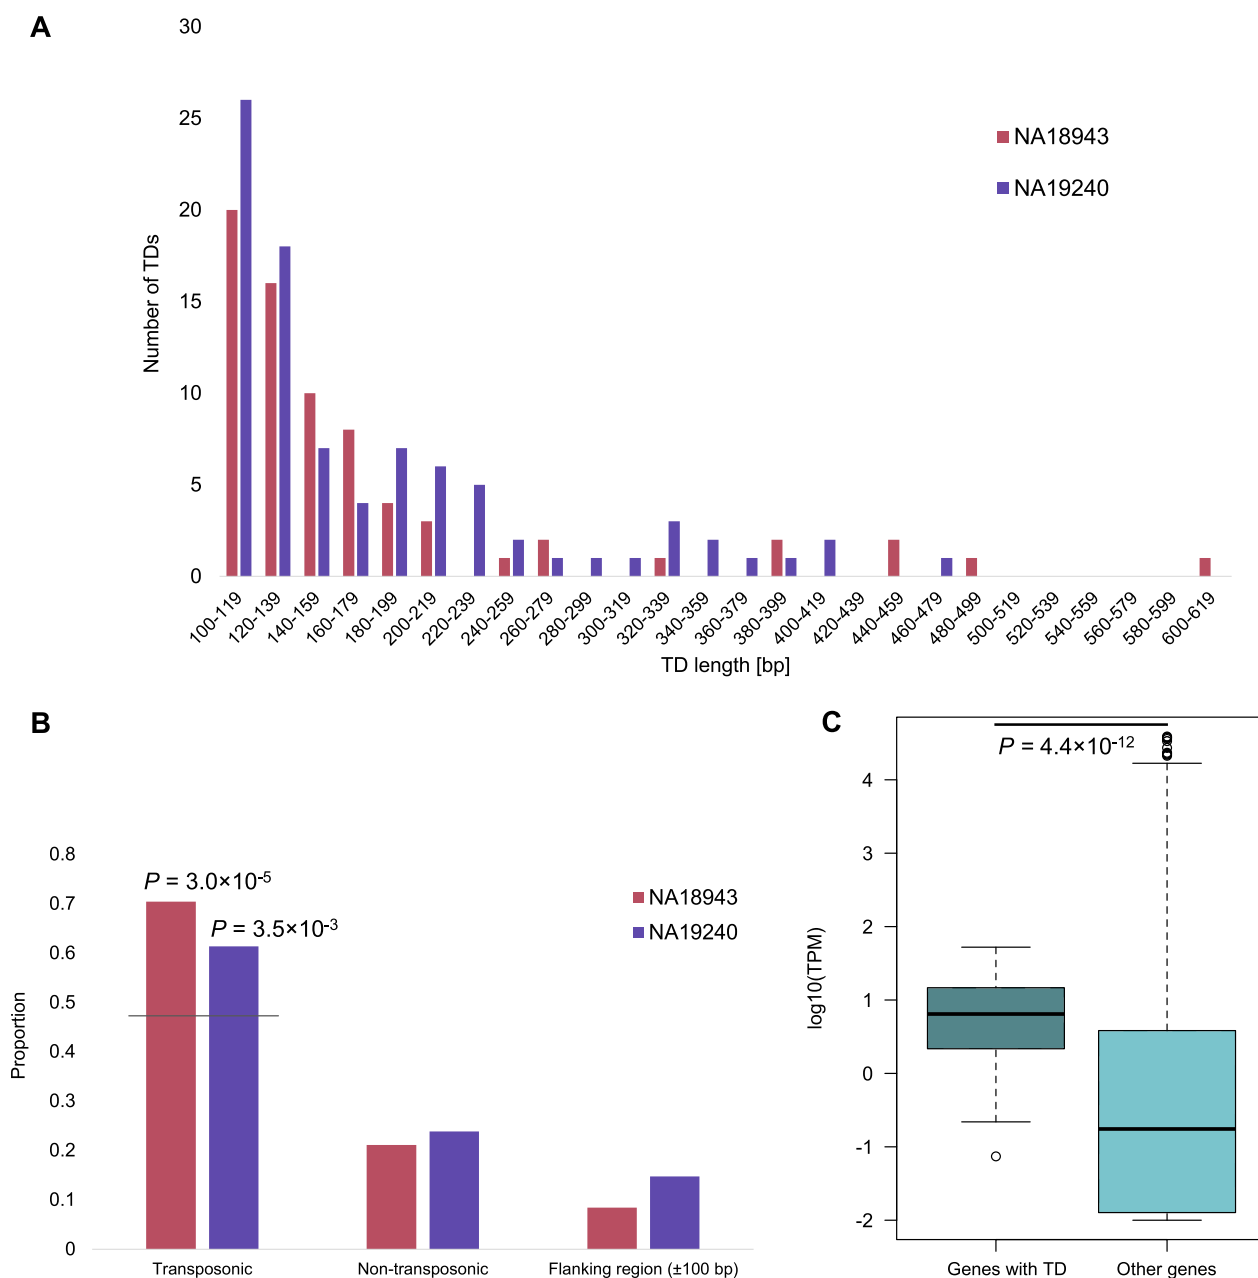 A
30
25
20
15
10
5
0
Number of TDs
NA18943
NA19240
100-119
120-139
140-159
160-179
180-199
200-219
220-239
240-259
260-279
280-299
300-319
320-339
340-359
360-379
380-399
400-419
420-439
440-459
460-479
480-499
500-519
520-539
540-559
560-579
580-599
600-619
TD length [bp]
B
0.8
0.7
0.6
0.5
0.4
0.3
0.2
0.1
0
Proportion
P = 3.0×10-5
P = 3.5×10-3
NA18943
NA19240
Transposonic
Non-transposonic
Flanking region (±100 bp)
C
P = 4.4×10-12
4
3
2
1
0
-1
-2
log10(TPM)
Genes with TD
Other genes